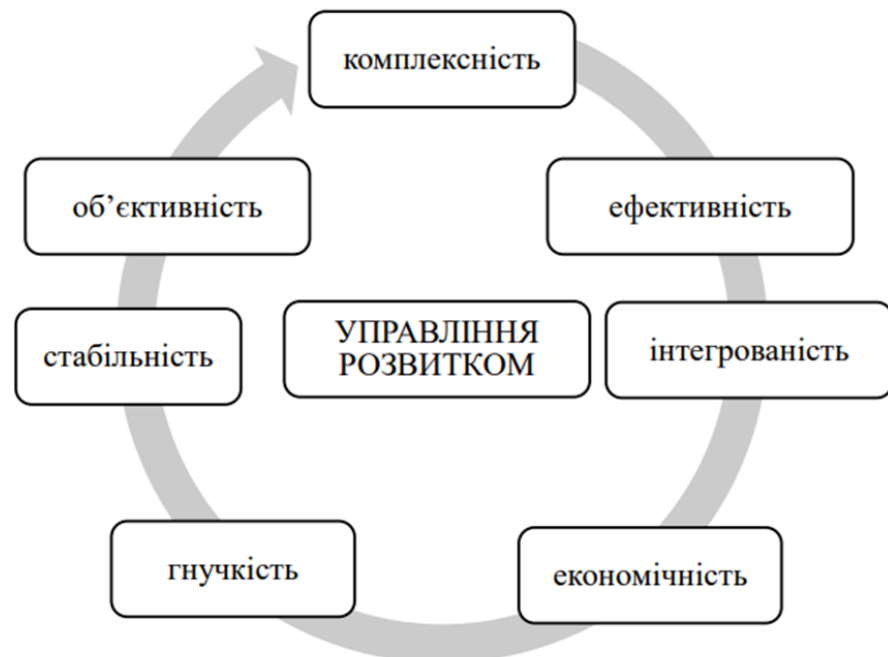 комплексність
об’єктивність
ефективність
стабільність
УПРАВЛІННЯ
РОЗВИТКОМ
інтегрованість
гнучкість
економічність